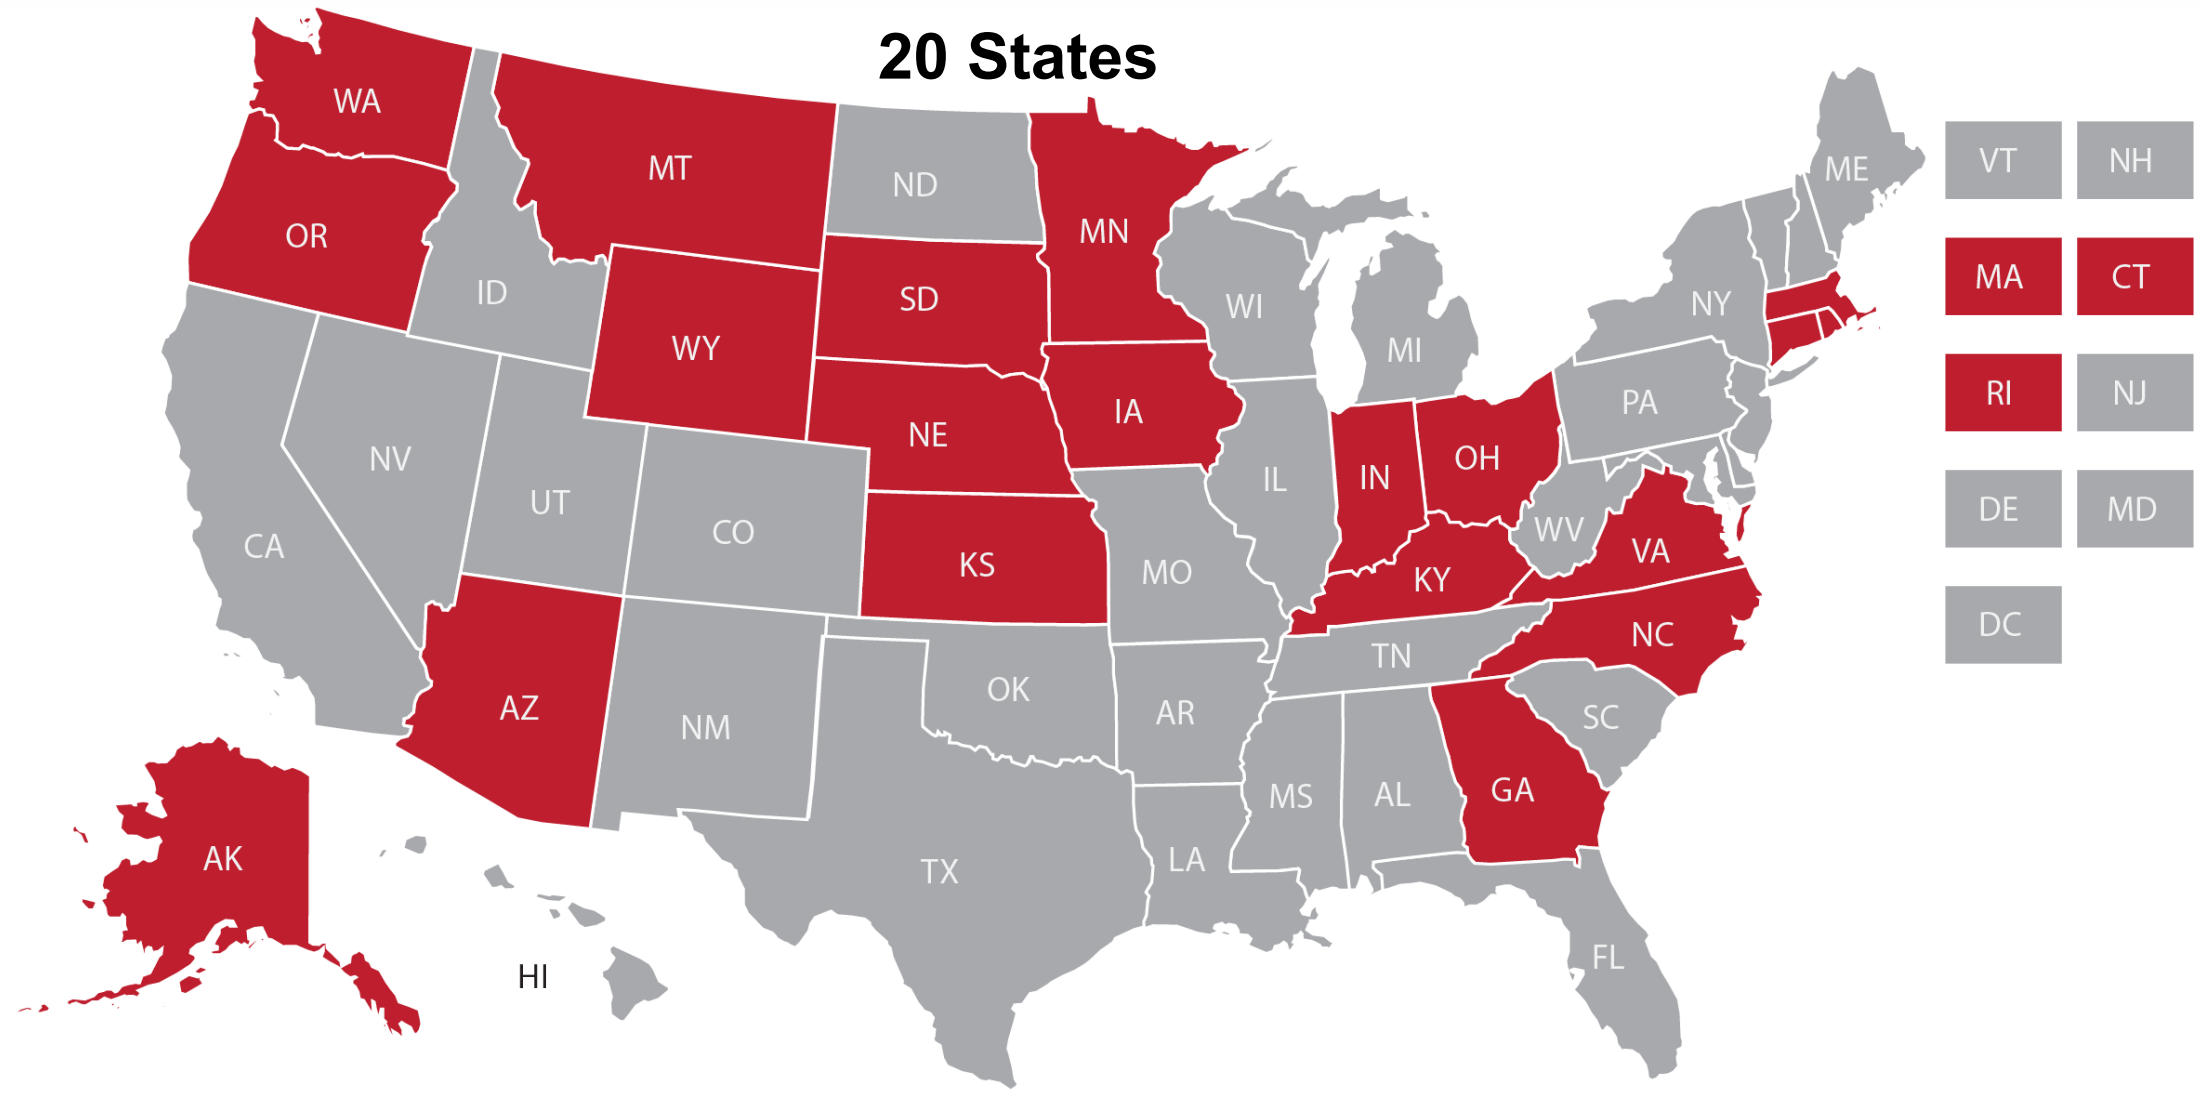 20 States
WA
MT
ND
MN
OR
ID
SD
WI
MI
NY
ME
WY
NE
IA
PA
NV
UT
CO
KS
MO
IL
IN
OH
WV
VA
KY
CA
AZ
NM
OK
AR
TN
NC
SC
MS
AL
GA
LA
TX
FL
AK
HI
VT NH
MA CT
RI NJ
DE MD
DC